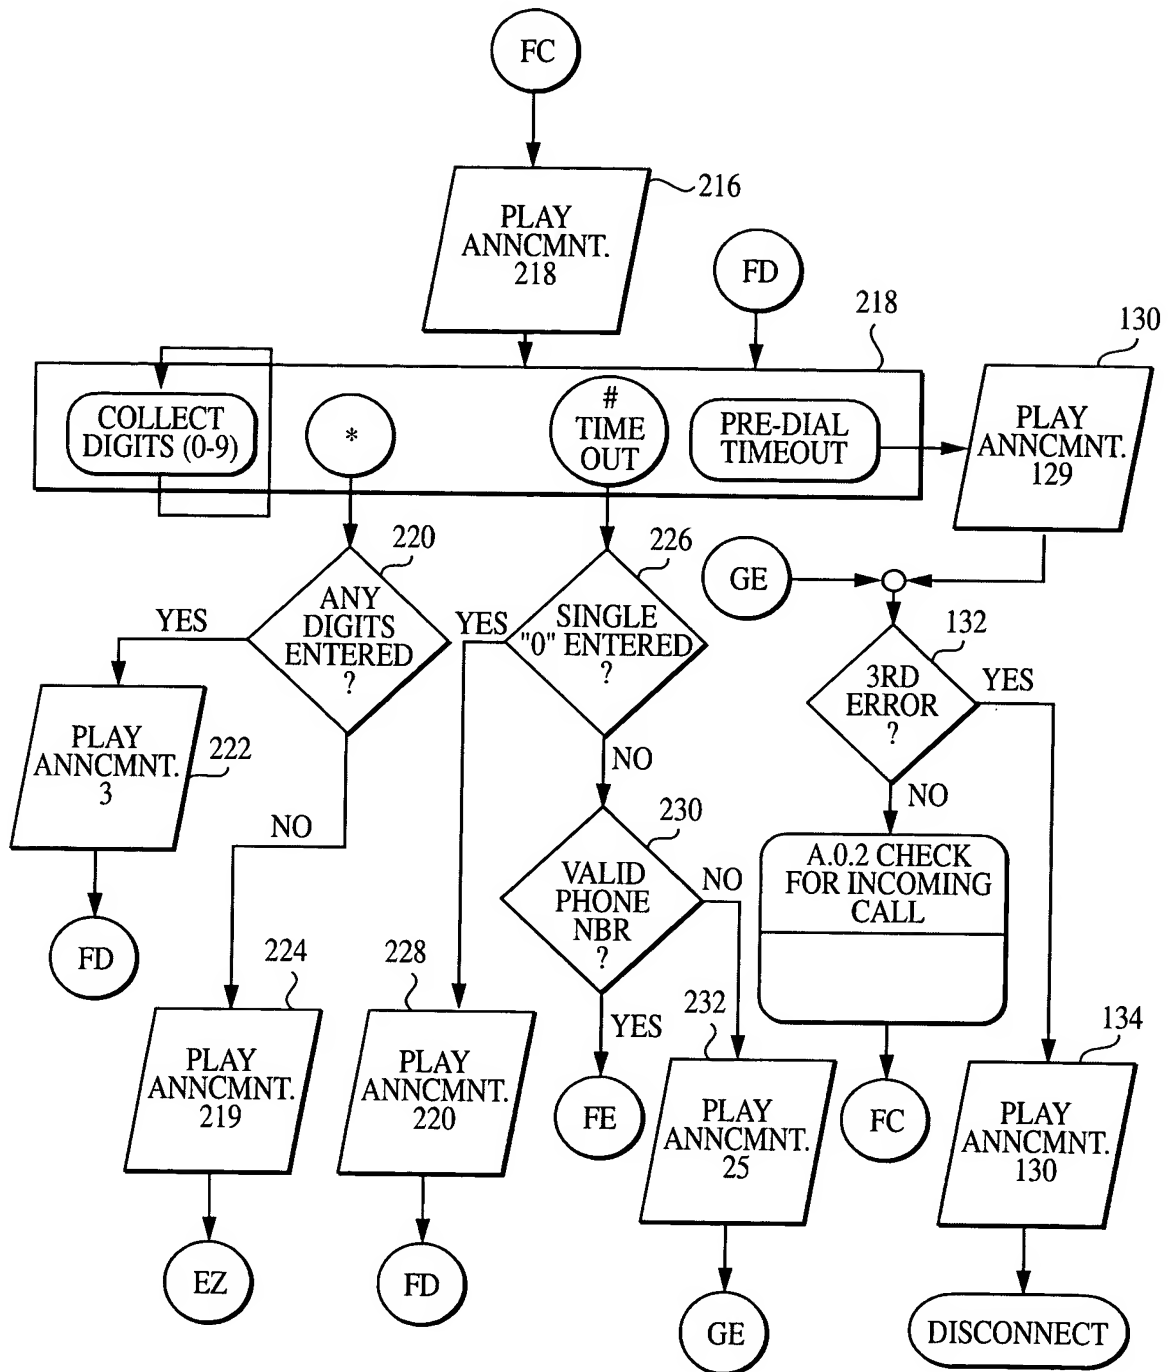 FC
PLAY
ANNCMNT.
218
216
FD
218
130
COLLECT
DIGITS (0-9)
*
#
TIME
OUT
PRE-DIAL
TIMEOUT
PLAY
ANNCMNT.
129
220
ANY
DIGITS
ENTERED
?
YES
226
SINGLE
"0" ENTERED
?
YES
GE
132
3RD
ERROR
?
YES
PLAY
ANNCMNT.
3
222
NO
NO
NO
230
VALID
PHONE
NBR
?
NO
A.0.2 CHECK
FOR INCOMING
CALL
FD
224
228
YES
232
134
PLAY
ANNCMNT.
219
PLAY
ANNCMNT.
220
FE
PLAY
ANNCMNT.
25
FC
PLAY
ANNCMNT.
130
EZ
FD
GE
DISCONNECT